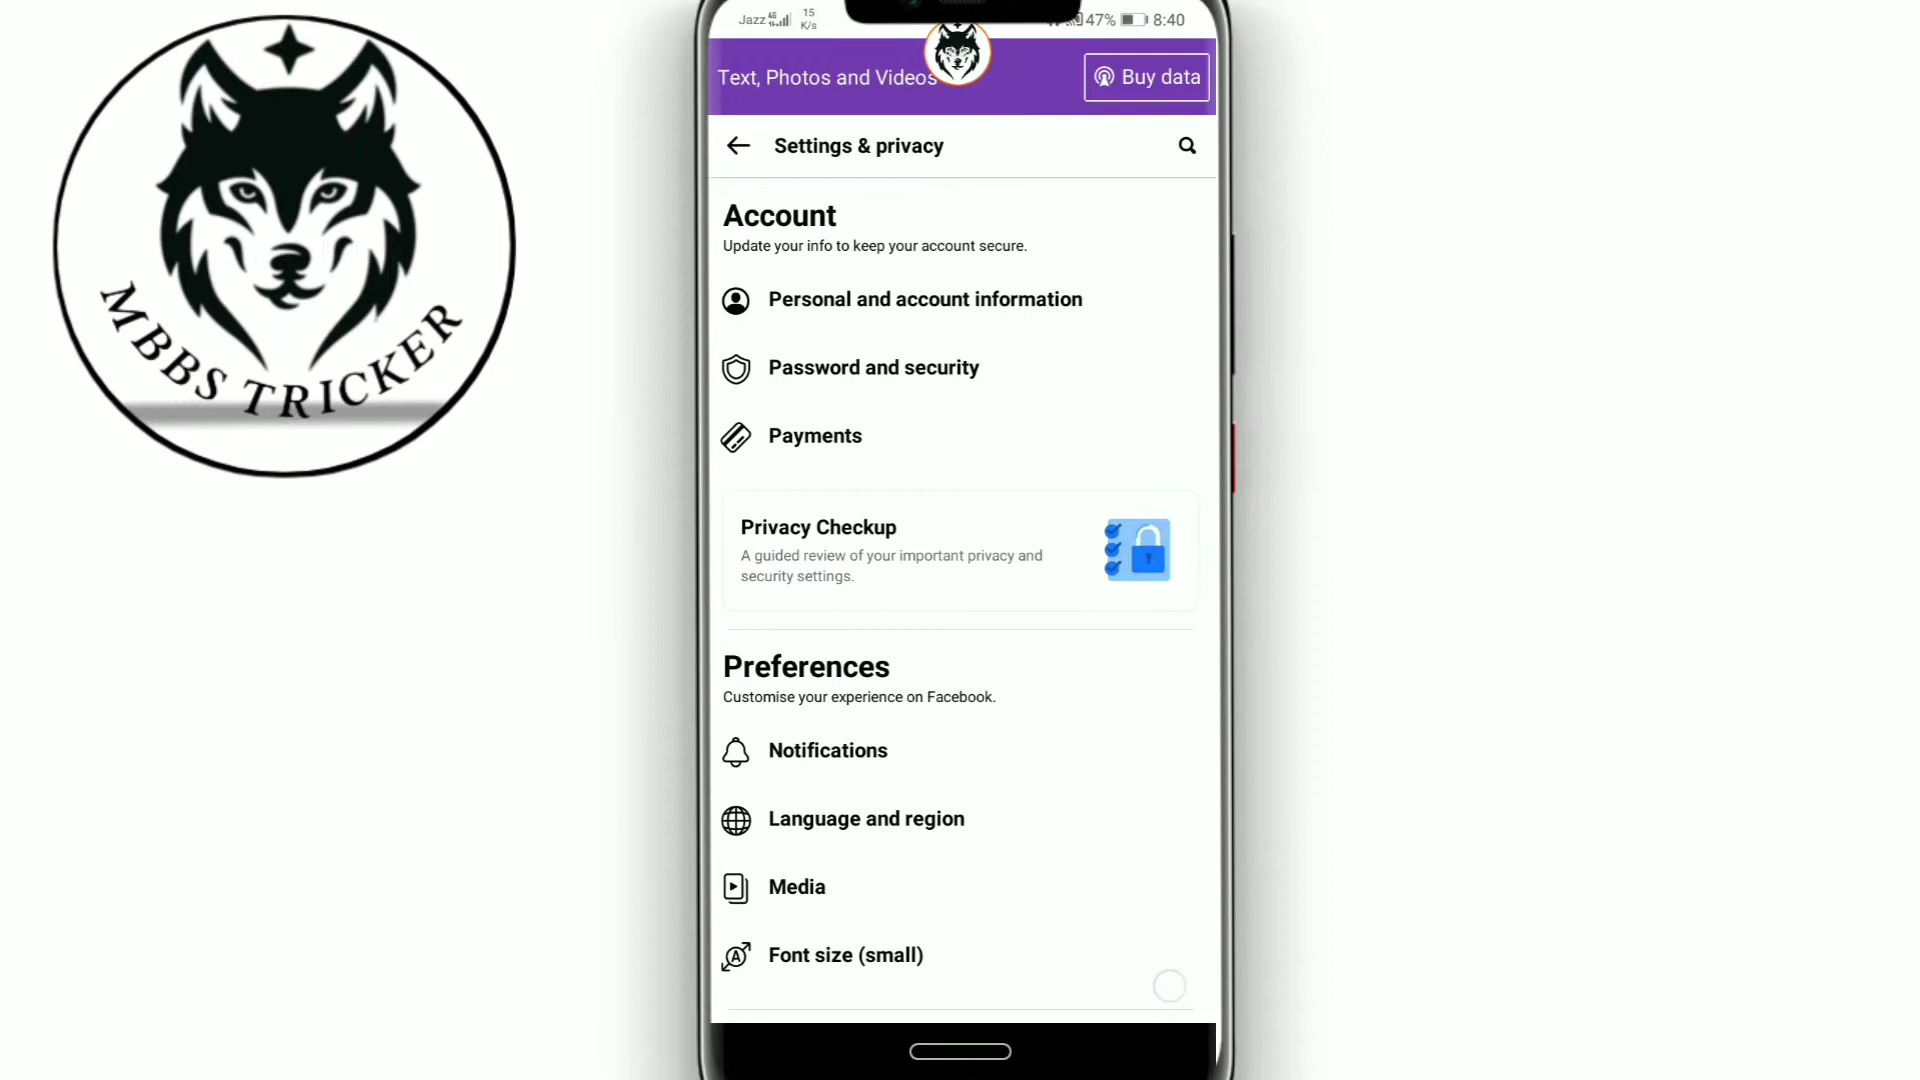 MBBS TRICKER
Jazz 4G 15 K/s 47% 8:40
Text, Photos and Videos Buy data
Settings & privacy
Account
Update your info to keep your account secure.
Personal and account information
Password and security
Payments
Privacy Checkup
A guided review of your important privacy and
security settings.
Preferences
Customise your experience on Facebook.
Notifications
Language and region
Media
Font size (small)